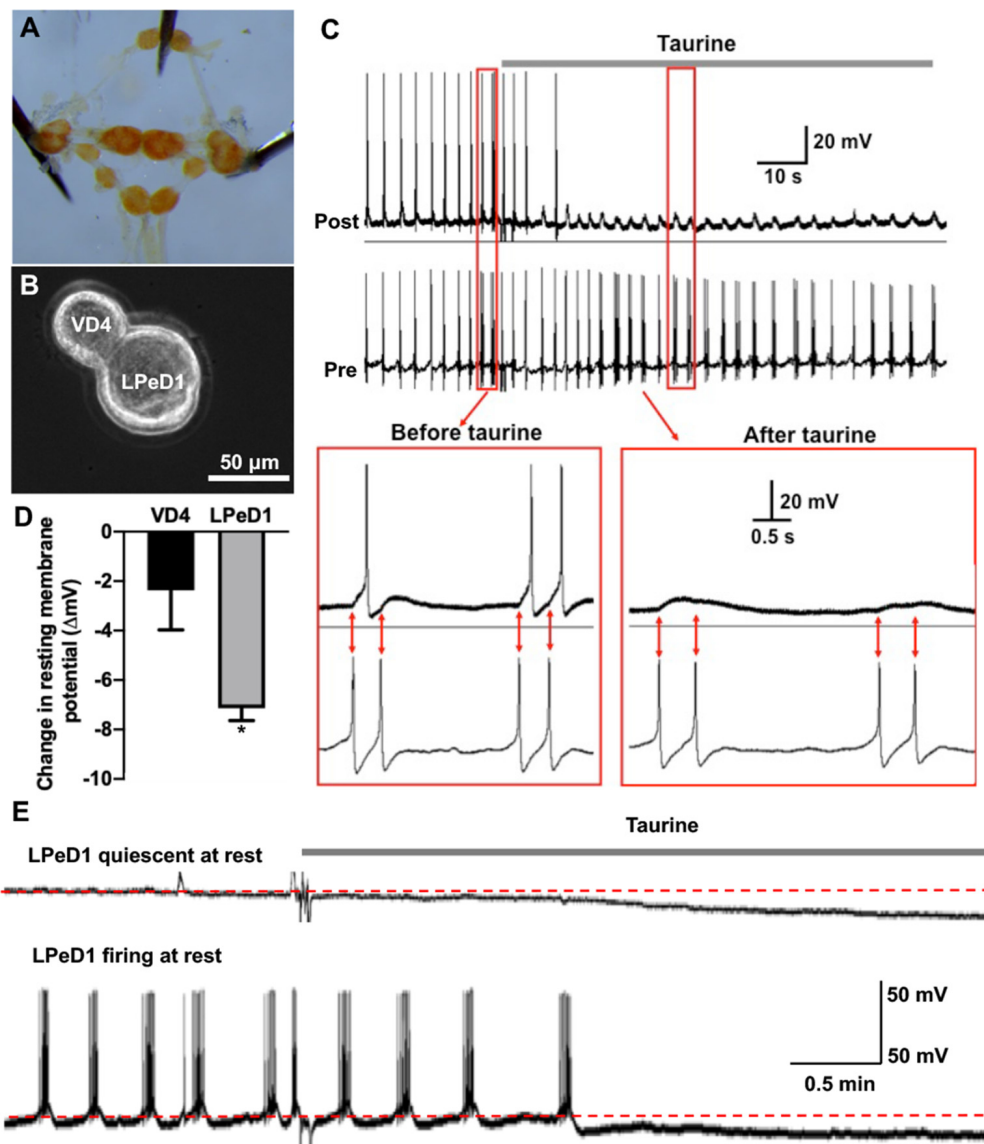 A
B
VD4
LPeD1
50 μm
C
Taurine
20 mV
10 s
Post
Pre
Before taurine
After taurine
20 mV
0.5 s
D
VD4
LPeD1
0
-2
-4
-6
-8
-10
Change in resting membrane
potential (ΔmV)
*
E
Taurine
LPeD1 quiescent at rest
LPeD1 firing at rest
50 mV
50 mV
0.5 min